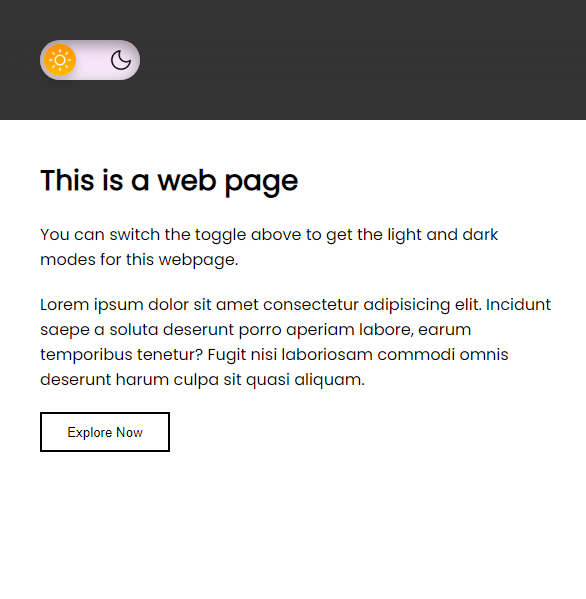 This is a web page
You can switch the toggle above to get the light and dark
modes for this webpage.
Lorem ipsum dolor sit amet consectetur adipisicing elit. Incidunt
saepe a soluta deserunt porro aperiam labore, earum
temporibus tenetur? Fugit nisi laboriosam commodi omnis
deserunt harum culpa sit quasi aliquam.
Explore Now